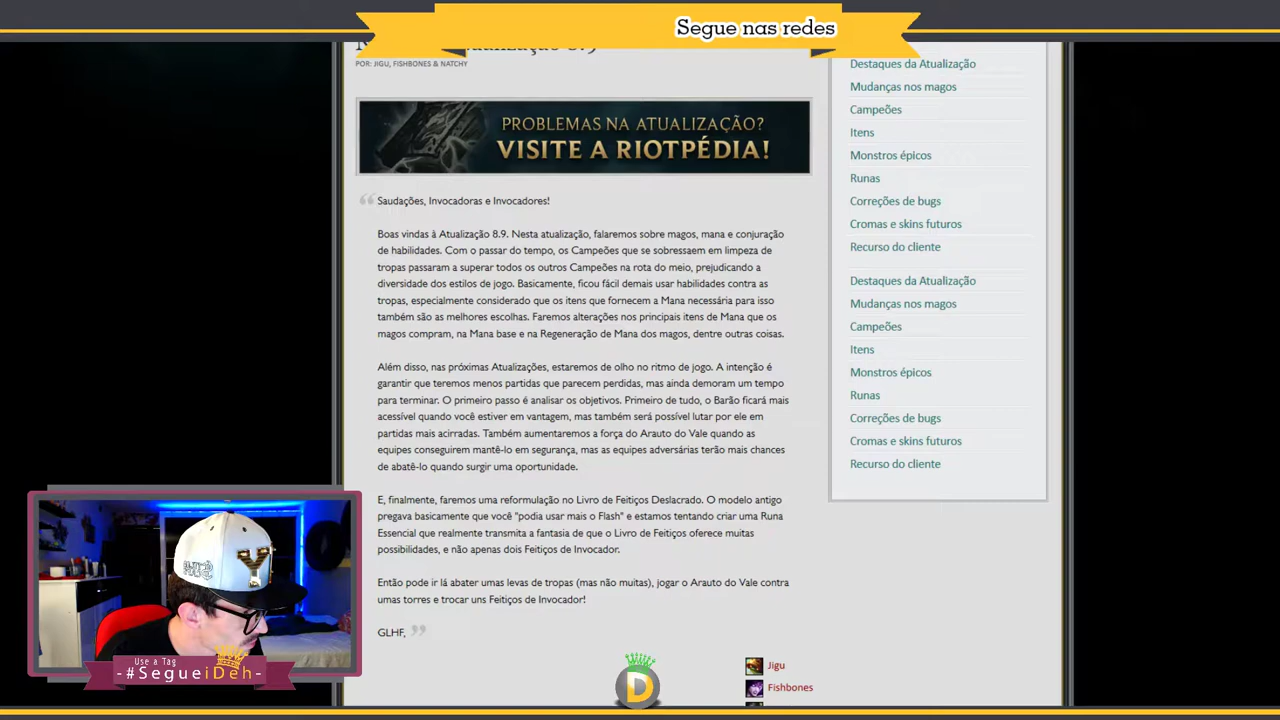 Segue nas redes
POR: JIGU, FISHBONES & NATCHY
PROBLEMAS NA ATUALIZAÇÃO?
VISITE A RIOTPÉDIA!
Saudações, Invocadoras e Invocadores!
Boas vindas à Atualização 8.9. Nesta atualização, falaremos sobre magos, mana e conjuração
de habilidades. Com o passar do tempo, os Campeões que se sobressaem em limpeza de
tropas passaram a superar todos os outros Campeões na rota do meio, prejudicando a
diversidade dos estilos de jogo. Basicamente, ficou fácil demais usar habilidades contra as
tropas, especialmente considerado que os itens que fornecem a Mana necessária para isso
também são as melhores escolhas. Faremos alterações nos principais itens de Mana que os
magos compram, na Mana base e na Regeneração de Mana dos magos, dentre outras coisas.
Além disso, nas próximas Atualizações, estaremos de olho no ritmo de jogo. A intenção é
garantir que teremos menos partidas que parecem perdidas, mas ainda demoram um tempo
para terminar. O primeiro passo é analisar os objetivos. Primeiro de tudo, o Barão ficará mais
acessível quando você estiver em vantagem, mas também será possível lutar por ele em
partidas mais acirradas. Também aumentaremos a força do Arauto do Vale quando as
equipes conseguirem mantê-lo em segurança, mas as equipes adversárias terão mais chances
de abatê-lo quando surgir uma oportunidade.
E, finalmente, faremos uma reformulação no Livro de Feitiços Deslacrado. O modelo antigo
pregava basicamente que você "podia usar mais o Flash" e estamos tentando criar uma Runa
Essencial que realmente transmita a fantasia de que o Livro de Feitiços oferece muitas
possibilidades, e não apenas dois Feitiços de Invocador.
Então pode ir lá abater umas levas de tropas (mas não muitas), jogar o Arauto do Vale contra
umas torres e trocar uns Feitiços de Invocador!
GLHF,
Jigu
Fishbones
Destaques da Atualização
Mudanças nos magos
Campeões
Itens
Monstros épicos
Runas
Correções de bugs
Cromas e skins futuros
Recurso do cliente
Destaques da Atualização
Mudanças nos magos
Campeões
Itens
Monstros épicos
Runas
Correções de bugs
Cromas e skins futuros
Recurso do cliente
Y
Use a Tag
-#SegueiDeh-
D